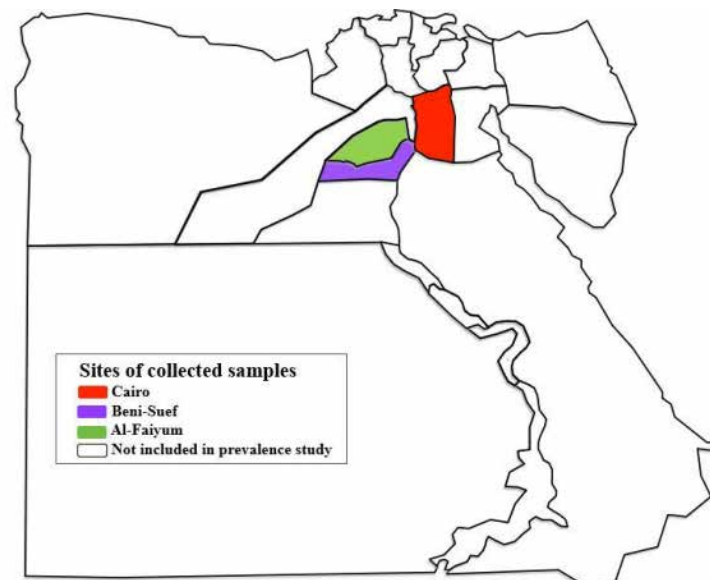 Sites of collected samples
Cairo
Beni-Suef
Al-Faiyum
Not included in prevalence study